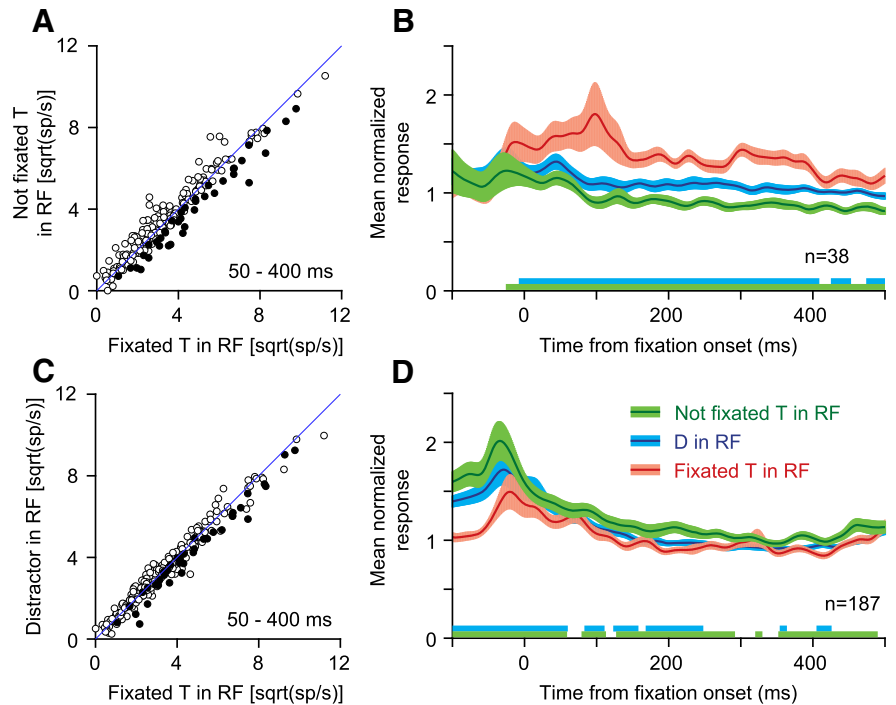 A
12
8
4
0
Not fixated T
in RF [sqrt(sp/s)]
50 - 400 ms
0
4
8
12
Fixated T in RF [sqrt(sp/s)]
B
2
1
0
Mean normalized
response
n=38
0
200
400
Time from fixation onset (ms)
C
12
8
4
0
Distractor in RF [sqrt(sp/s)]
50 - 400 ms
0
4
8
12
Fixated T in RF [sqrt(sp/s)]
D
2
1
0
Mean normalized
response
Not fixated T in RF
D in RF
Fixated T in RF
n=187
0
200
400
Time from fixation onset (ms)